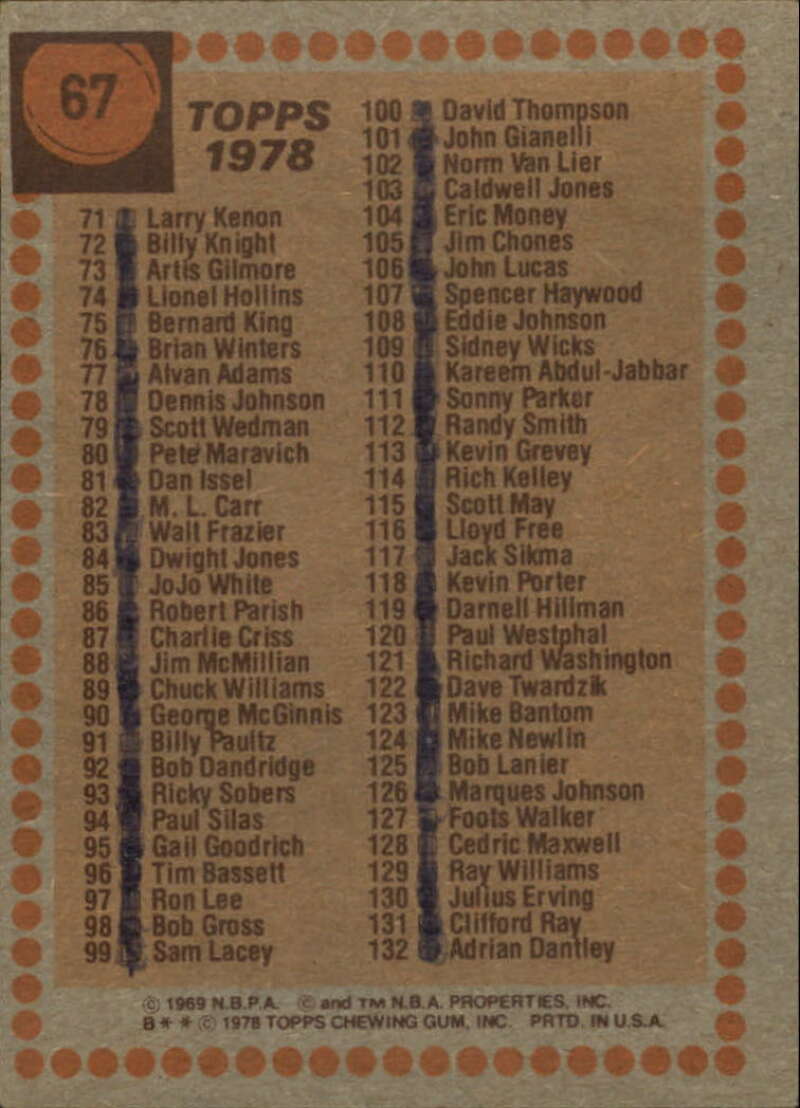 67
TOPPS
1978
71 Larry Kenon
72 Billy Knight
73 Artis Gilmore
74 Lionel Hollins
75 Bernard King
76 Brian Winters
77 Alvan Adams
78 Dennis Johnson
79 Scott Wedman
80 Pete Maravich
81 Dan Issel
82 M. L. Carr
83 Walt Frazier
84 Dwight Jones
85 JoJo White
86 Robert Parish
87 Charlie Criss
88 Jim McMillian
89 Chuck Williams
90 George McGinnis
91 Billy Paultz
92 Bob Dandridge
93 Ricky Sobers
94 Paul Silas
95 Gail Goodrich
96 Tim Bassett
97 Ron Lee
98 Bob Gross
99 Sam Lacey
100 David Thompson
101 John Gianelli
102 Norm Van Lier
103 Caldwell Jones
104 Eric Money
105 Jim Chones
106 John Lucas
107 Spencer Haywood
108 Eddie Johnson
109 Sidney Wicks
110 Kareem Abdul-Jabbar
111 Sonny Parker
112 Randy Smith
113 Kevin Grevey
114 Rich Kelley
115 Scott May
116 Lloyd Free
117 Jack Sikma
118 Kevin Porter
119 Darnell Hillman
120 Paul Westphal
121 Richard Washington
122 Dave Twardzik
123 Mike Bantom
124 Mike Newlin
125 Bob Lanier
126 Marques Johnson
127 Foots Walker
128 Cedric Maxwell
129 Ray Williams
130 Julius Erving
131 Clifford Ray
132 Adrian Dantley
© 1969 N.B.P.A. © and TM N.B.A. PROPERTIES, INC.
B * * © 1978 TOPPS CHEWING GUM, INC. PRTD. IN U.S.A.